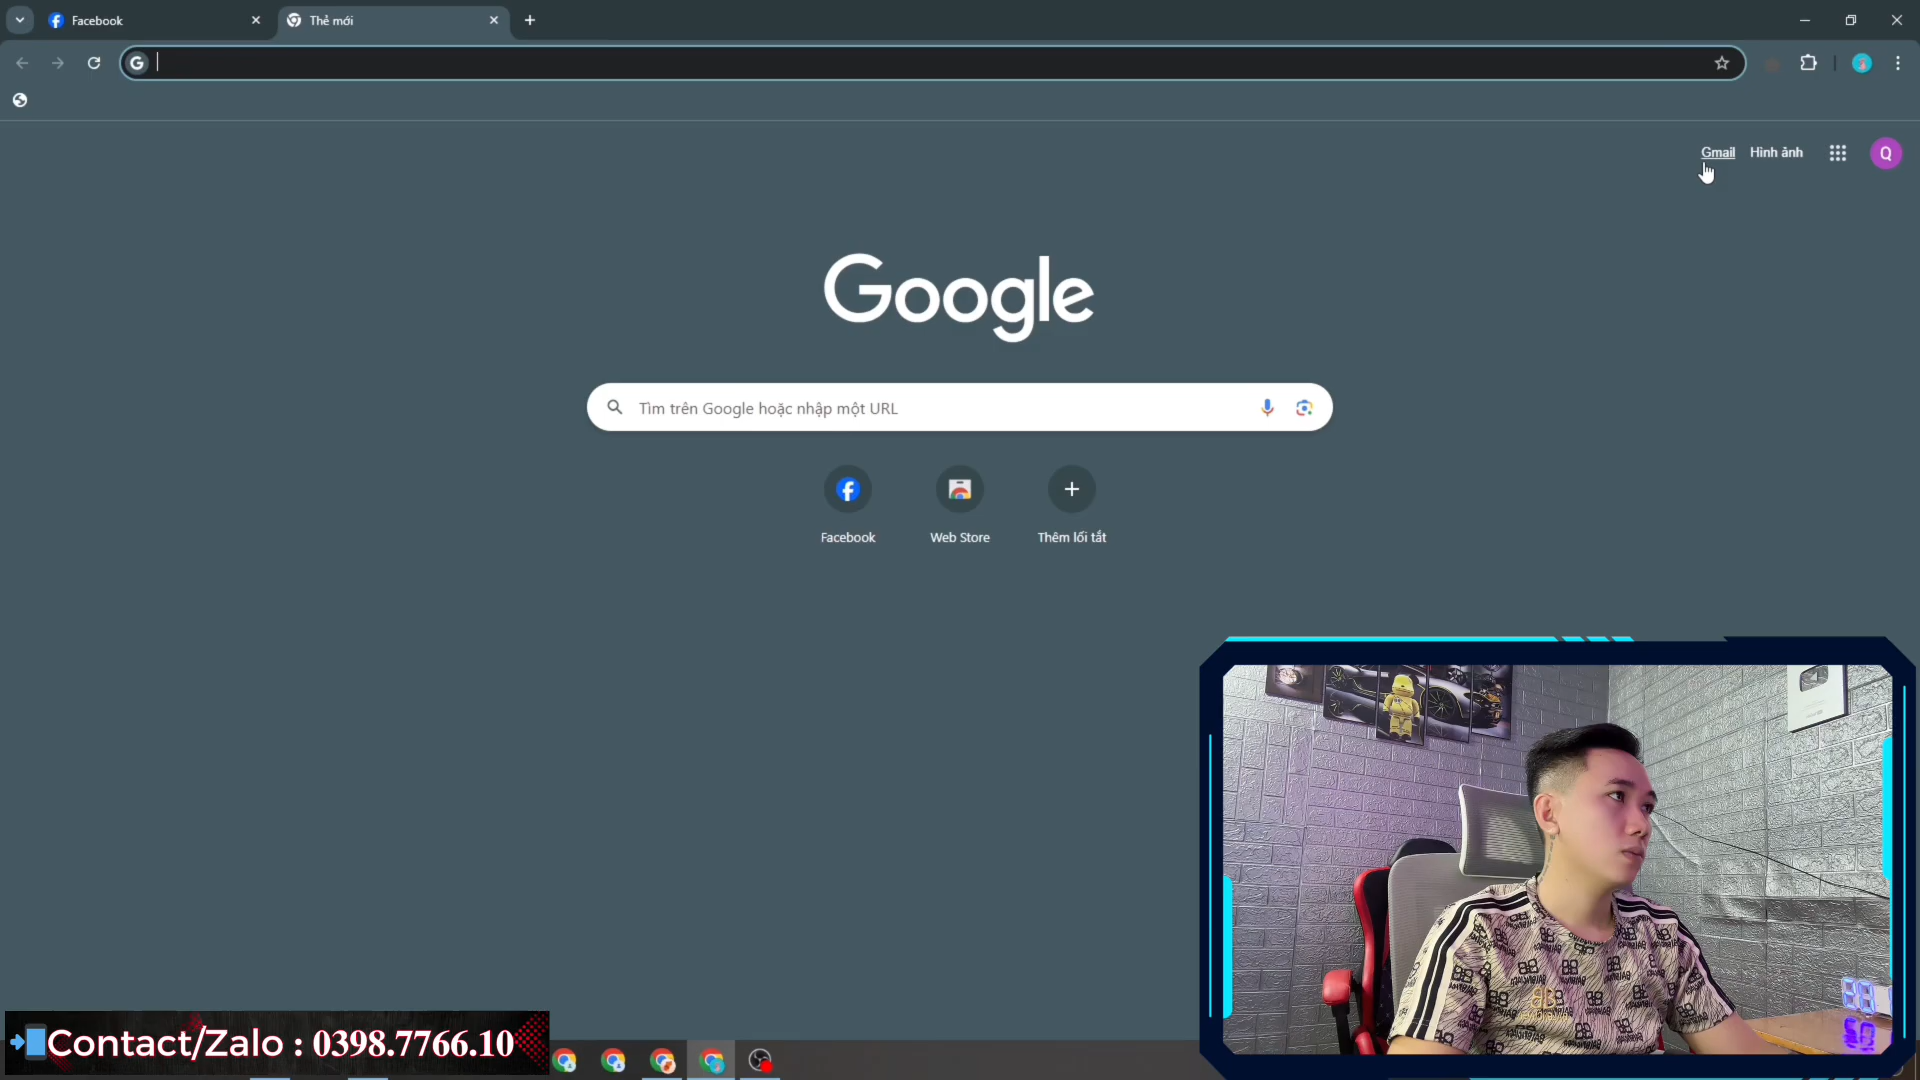 Facebook
Thẻ mới
Gmail
Hình ảnh
Q
Google
Tìm trên Google hoặc nhập một URL
Facebook
Web Store
Thêm lối tắt
Contact/Zalo : 0398.7766.10